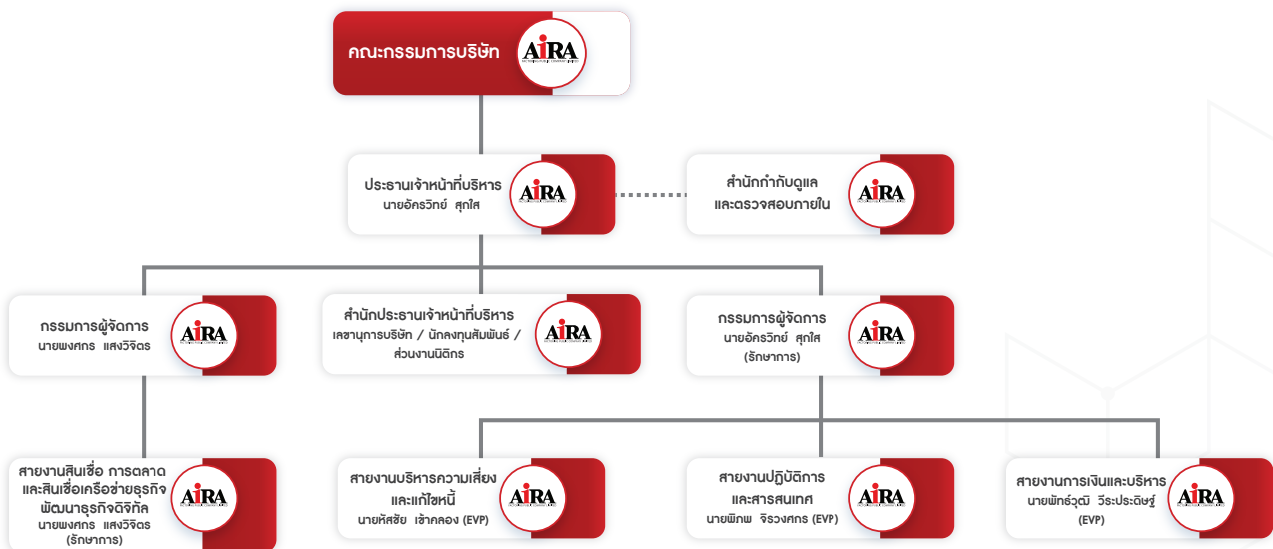 คณะกรรมการบริษัท
AiRA
ประธานเจ้าหน้าที่บริหาร
นายอัครวิทย์ สุกใส
AiRA
สำนักกำกับดูแล
และตรวจสอบภายใน
AiRA
กรรมการผู้จัดการ
นายพงศกร แสงวิจิตร
AiRA
สำนักประธานเจ้าหน้าที่บริหาร
เลขานุการบริษัท / นักลงทุนสัมพันธ์ /
ส่วนงานนิติกร
AiRA
กรรมการผู้จัดการ
นายอัครวิทย์ สุกใส
(รักษาการ)
AiRA
สายงานสินเชื่อ การตลาด
และสินเชื่อเครือข่ายธุรกิจ
พัฒนาธุรกิจดิจิทัล
นายพงศกร แสงวิจิตร
(รักษาการ)
AiRA
สายงานบริหารความเสี่ยง
และแก้ไขหนี้
นายหัสชัย เข้าคลอง (EVP)
AiRA
สายงานปฏิบัติการ
และสารสนเทศ
นายพิภพ จิรวงศกร (EVP)
AiRA
สายงานการเงินและบริหาร
นายพัทธ์วุฒิ วีระประดิษฐ์
(EVP)
AiRA